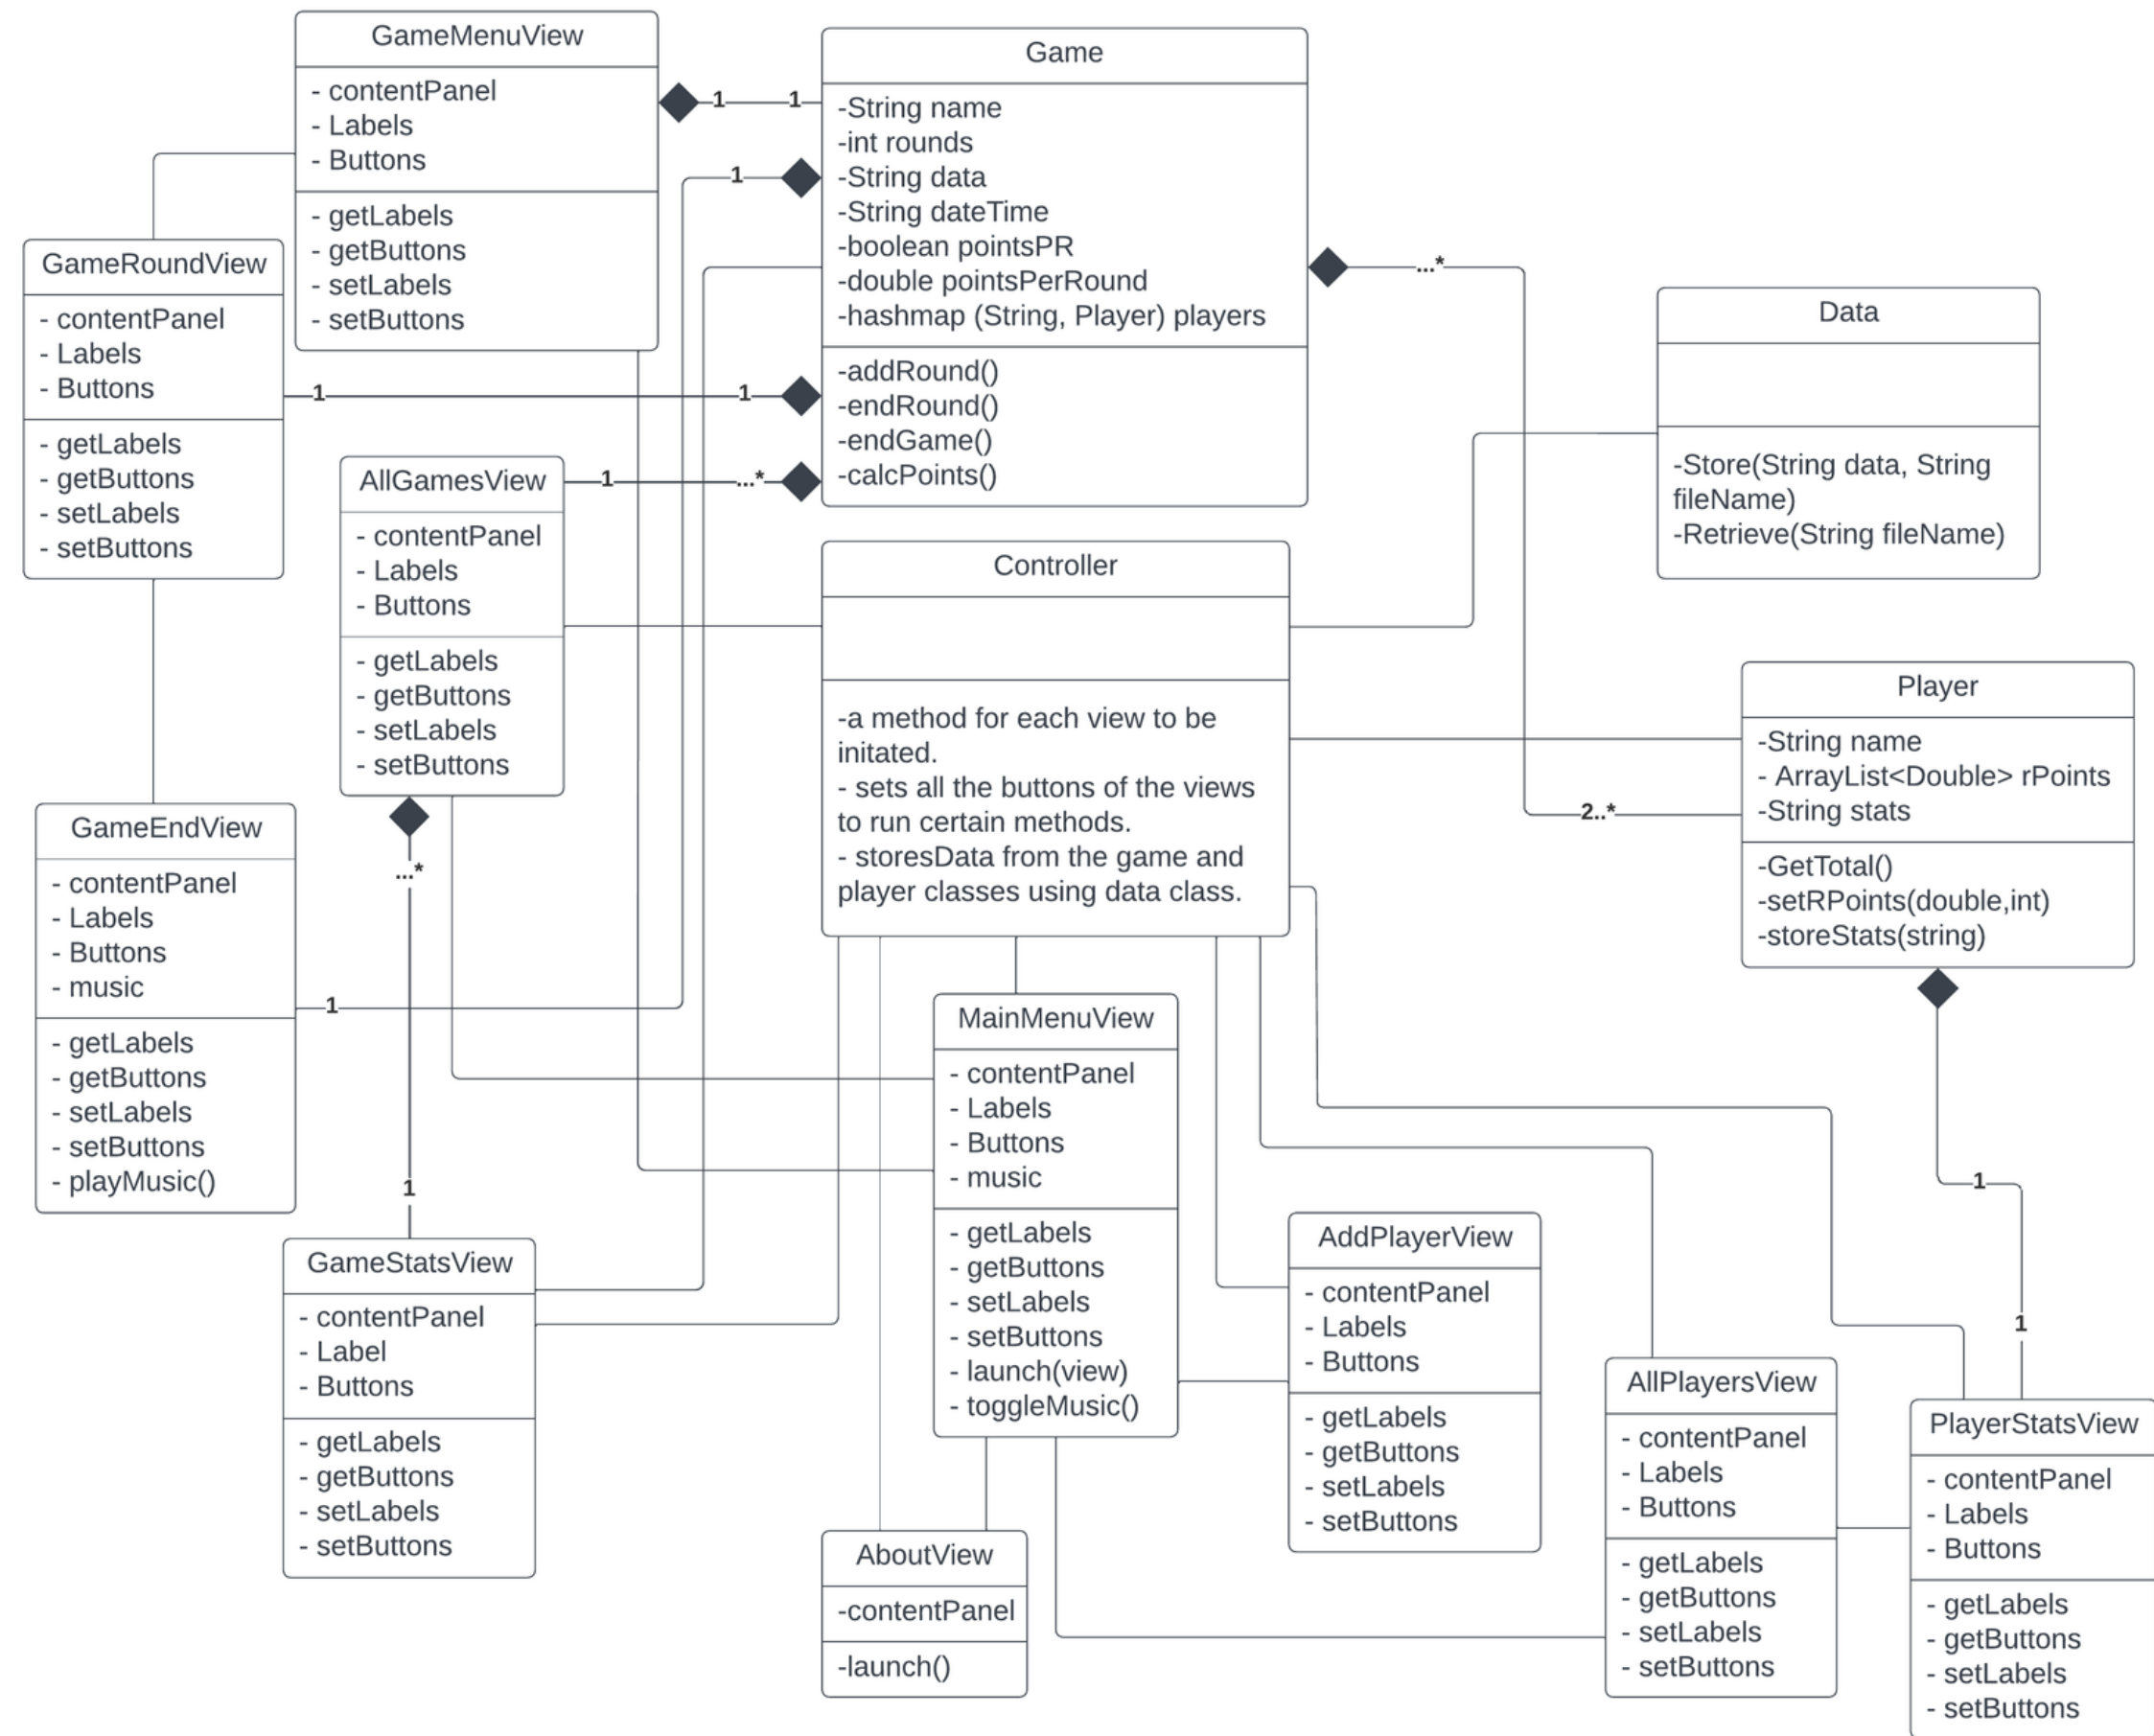 GameMenuView
- contentPanel
- Labels
- Buttons
- getLabels
- getButtons
- setLabels
- setButtons
1
1
Game
-String name
-int rounds
-String data
-String dateTime
-boolean pointsPR
-double pointsPerRound
-hashmap (String, Player) players
-addRound()
-endRound()
-endGame()
-calcPoints()
1
...*
GameRoundView
- contentPanel
- Labels
- Buttons
- getLabels
- getButtons
- setLabels
- setButtons
1
1
Data
-Store(String data, String
fileName)
-Retrieve(String fileName)
AllGamesView
- contentPanel
- Labels
- Buttons
- getLabels
- getButtons
- setLabels
- setButtons
1
...*
Controller
-a method for each view to be
initated.
- sets all the buttons of the views
to run certain methods.
- storesData from the game and
player classes using data class.
Player
-String name
- ArrayList<Double> rPoints
-String stats
-GetTotal()
-setRPoints(double,int)
-storeStats(string)
2..*
GameEndView
- contentPanel
- Labels
- Buttons
- music
- getLabels
- getButtons
- setLabels
- setButtons
- playMusic()
1
...*
1
MainMenuView
- contentPanel
- Labels
- Buttons
- music
- getLabels
- getButtons
- setLabels
- setButtons
- launch(view)
- toggleMusic()
1
1
GameStatsView
- contentPanel
- Label
- Buttons
- getLabels
- getButtons
- setLabels
- setButtons
AddPlayerView
- contentPanel
- Labels
- Buttons
- getLabels
- getButtons
- setLabels
- setButtons
AllPlayersView
- contentPanel
- Labels
- Buttons
- getLabels
- getButtons
- setLabels
- setButtons
PlayerStatsView
- contentPanel
- Labels
- Buttons
- getLabels
- getButtons
- setLabels
- setButtons
AboutView
-contentPanel
-launch()